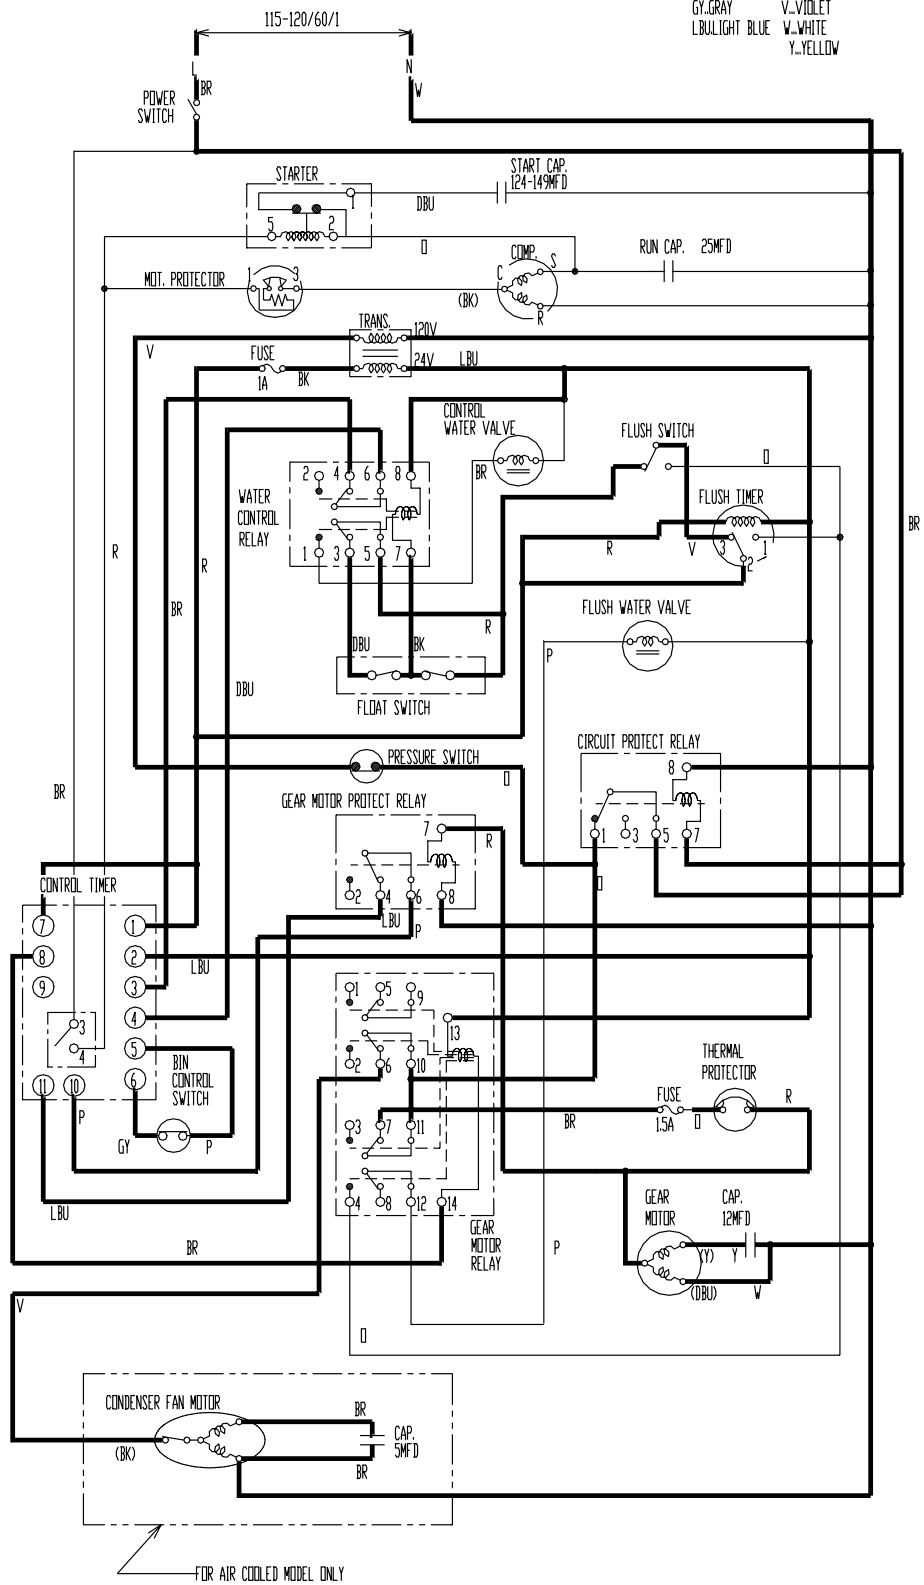 GY..GRAY V...VIOLET
LBU.LIGHT BLUE W...WHITE
Y...YELLOW
115-120/60/1
L
N
BR
W
POWER
SWITCH
STARTER
START CAP.
124-149MFD
DBU
1
5
2
O
COMP.
RUN CAP. 25MFD
MOT. PROTECTOR
1
3
C
S
R
(BK)
TRANS.
120V
V
FUSE
24V
LBU
1A
BK
CONTROL
WATER VALVE
FLUSH SWITCH
O
BR
WATER
CONTROL
RELAY
2
4
6
8
1
3
5
7
FLUSH TIMER
3
1
2
R
V
BR
R
R
BR
FLUSH WATER VALVE
R
DBU
BK
P
DBU
FLOAT SWITCH
CIRCUIT PROTECT RELAY
8
1
3
5
7
PRESSURE SWITCH
O
BR
GEAR MOTOR PROTECT RELAY
7
R
2
4
6
8
O
LBU
P
CONTROL TIMER
7
1
8
2
LBU
9
3
3
4
4
5
11
10
6
BIN
CONTROL
SWITCH
P
GY
P
LBU
1
5
9
13
2
6
10
3
7
11
4
8
12
14
THERMAL
PROTECTOR
FUSE
R
BR
1.5A
O
GEAR
MOTOR
RELAY
GEAR
MOTOR
CAP.
12MFD
(Y)
Y
(DBU)
W
BR
P
V
O
CONDENSER FAN MOTOR
BR
CAP.
5MFD
(BK)
BR
FOR AIR COOLED MODEL ONLY